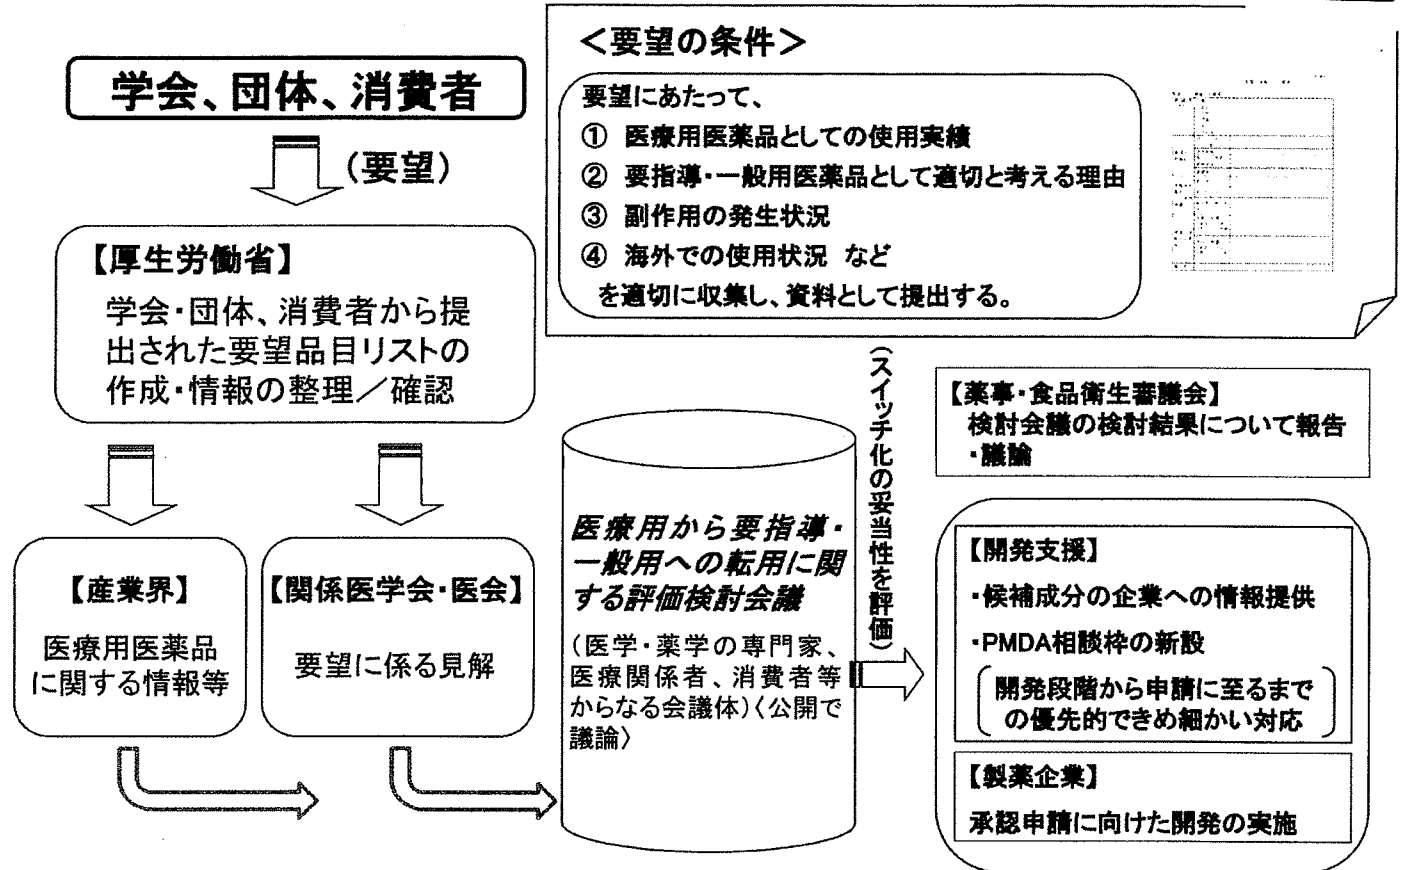 学会、団体、消費者
(要望)
【厚生労働省】
学会・団体、消費者から提
出された要望品目リストの
作成・情報の整理／確認
＜要望の条件＞
要望にあたって、
① 医療用医薬品としての使用実績
② 要指導・一般用医薬品として適切と考える理由
③ 副作用の発生状況
④ 海外での使用状況 など
を適切に収集し、資料として提出する。
【産業界】
医療用医薬品
に関する情報等
【関係医学会・医会】
要望に係る見解
医療用から要指導・
一般用への転用に関
する評価検討会議
（医学・薬学の専門家、
医療関係者、消費者等
からなる会議体）〈公開で
議論〉
(スイッチ化の妥当性を評価)
【薬事・食品衛生審議会】
検討会議の検討結果について報告
・議論
【開発支援】
・候補成分の企業への情報提供
・PMDA相談枠の新設
開発段階から申請に至るまで
の優先的できめ細かい対応
【製薬企業】
承認申請に向けた開発の実施